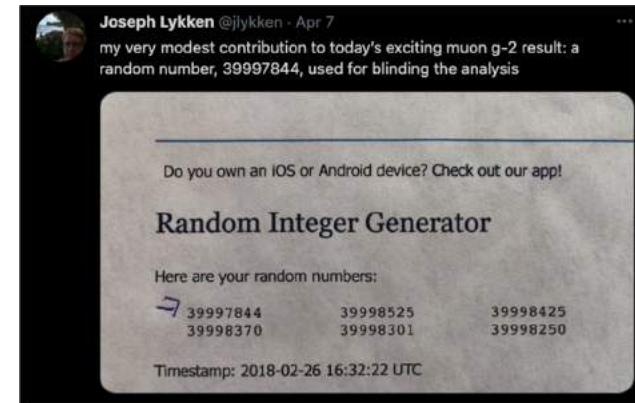 Joseph Lykken @jlykken · Apr 7
my very modest contribution to today's exciting muon g-2 result: a
random number, 39997844, used for blinding the analysis
Do you own an iOS or Android device? Check out our app!
Random Integer Generator
Here are your random numbers:
39997844 39998525 39998425
39998370 39998301 39998250
Timestamp: 2018-02-26 16:32:22 UTC